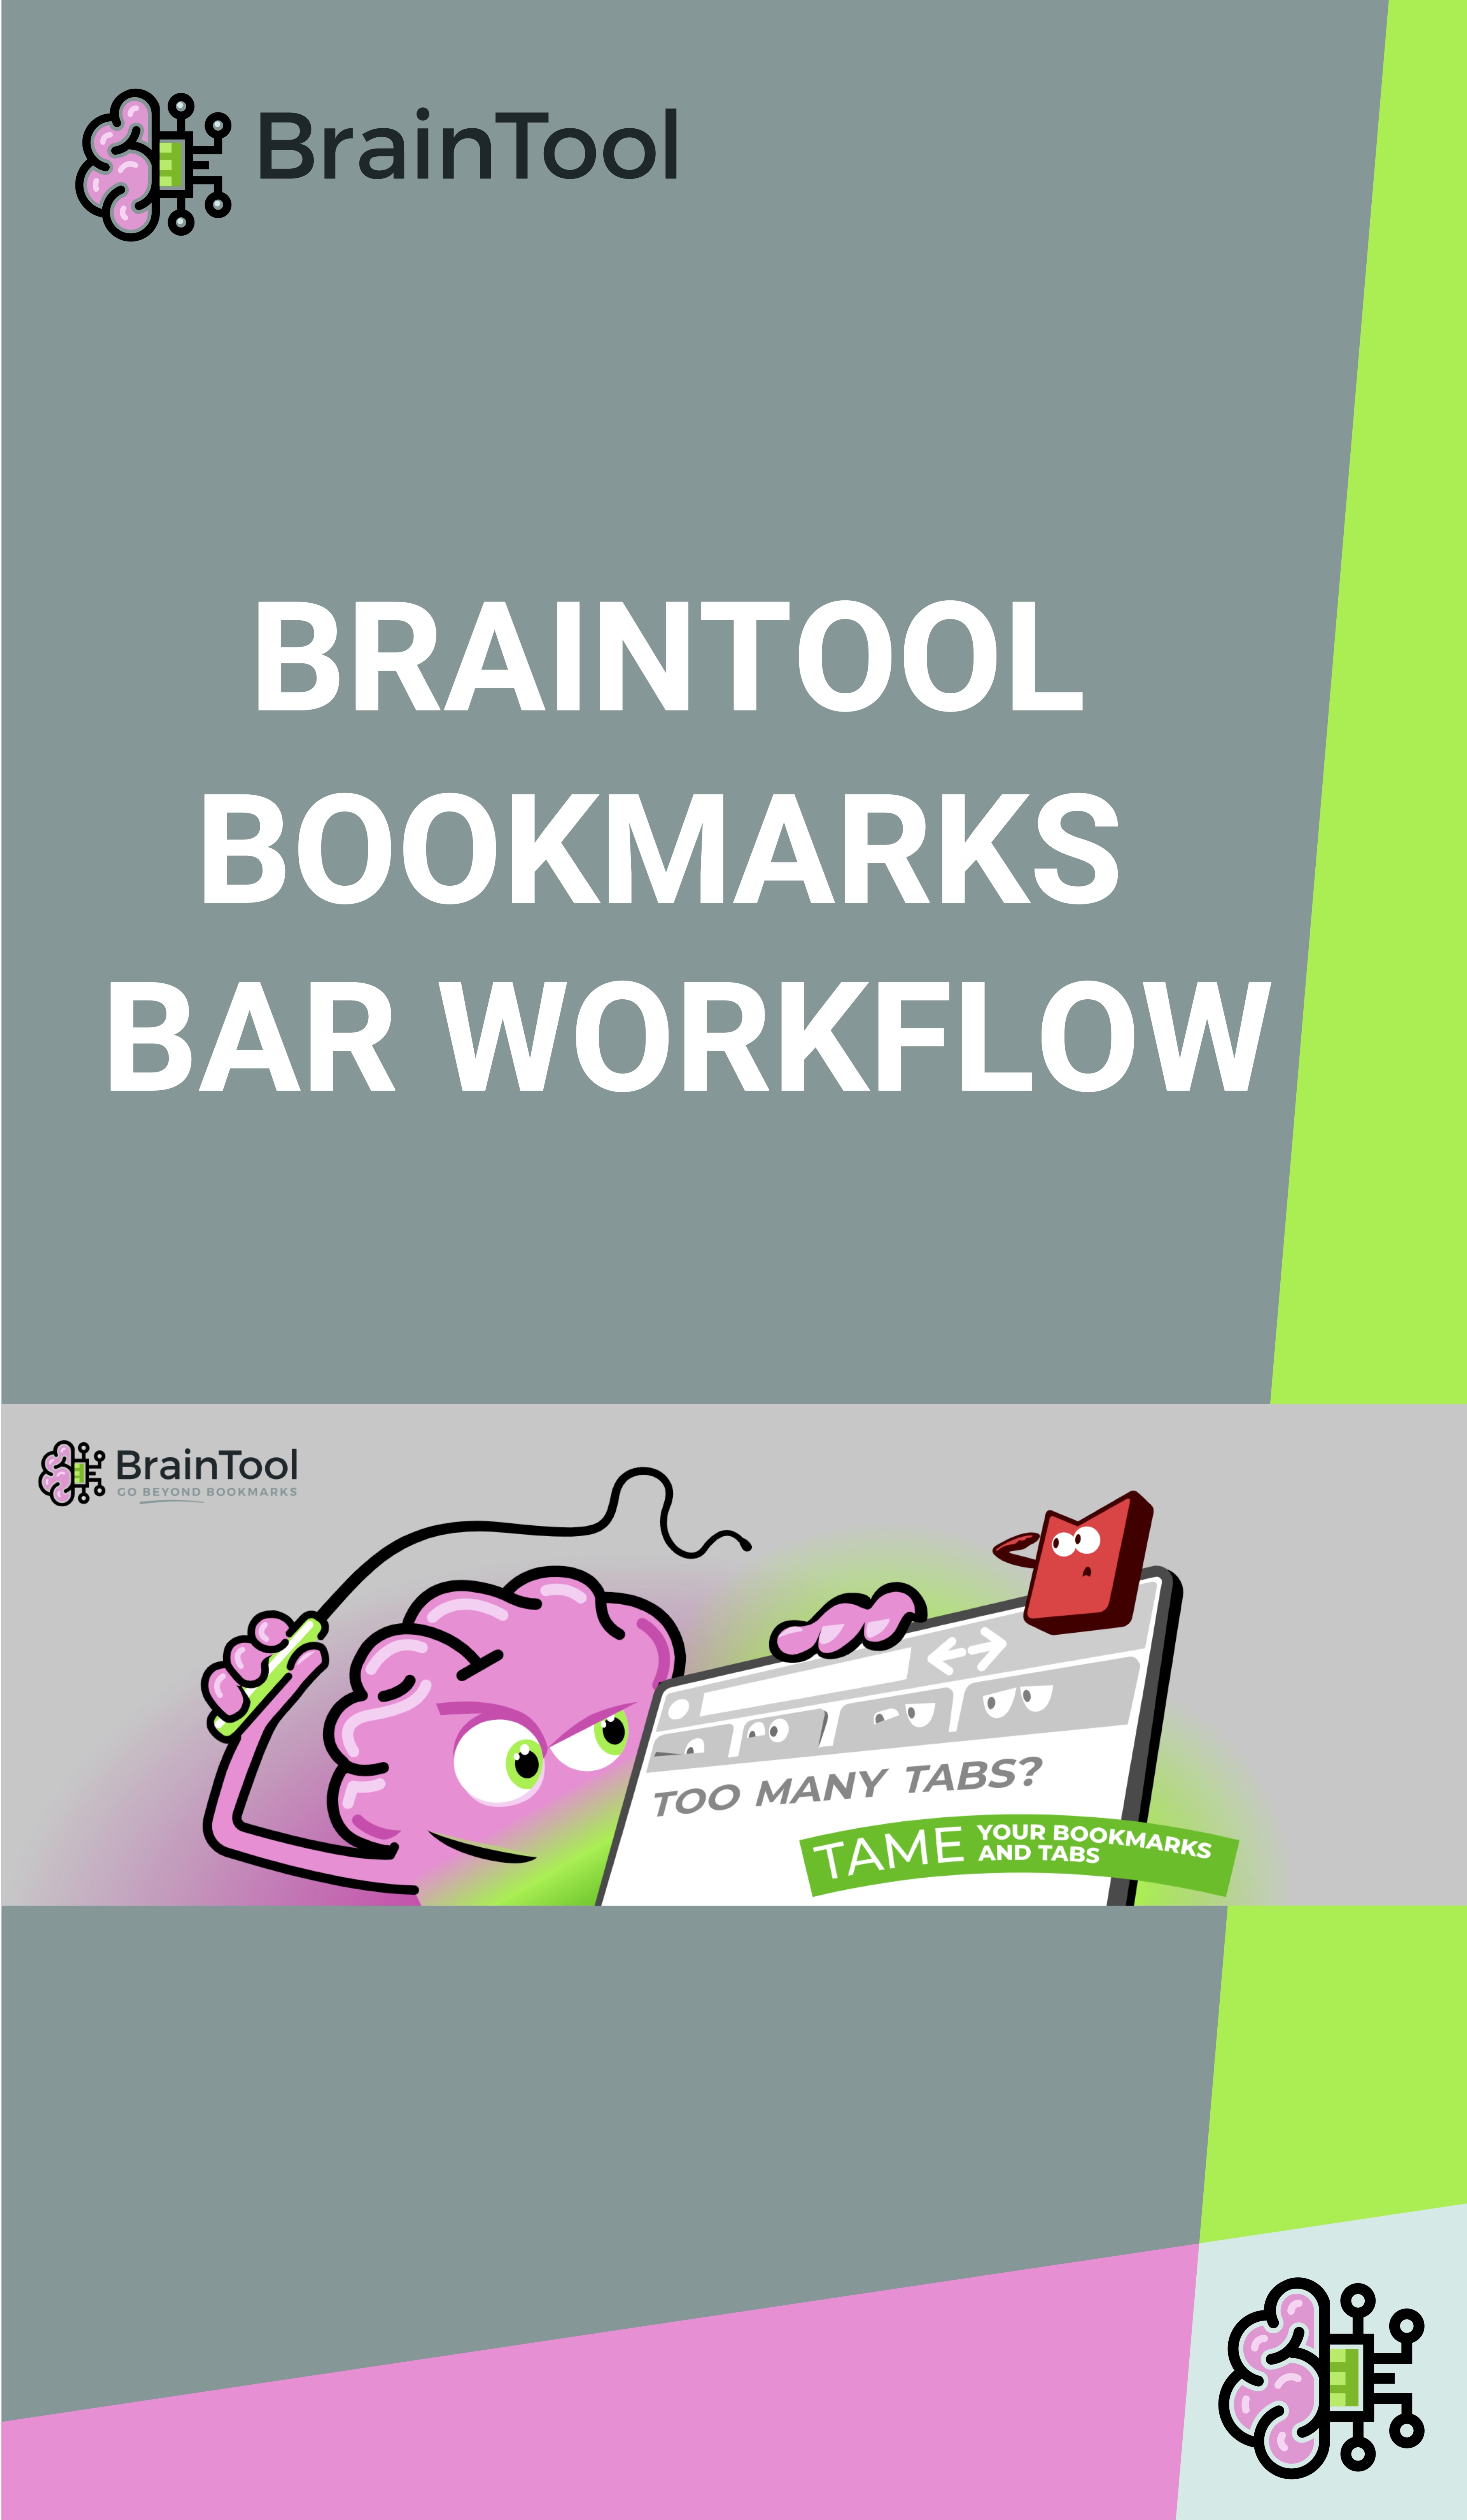 BrainTool
BRAINTOOL
BOOKMARKS
BAR WORKFLOW
BrainTool
GO BEYOND BOOKMARKS
TOO MANY TABS?
TAME YOUR BOOKMARKS
AND TABS